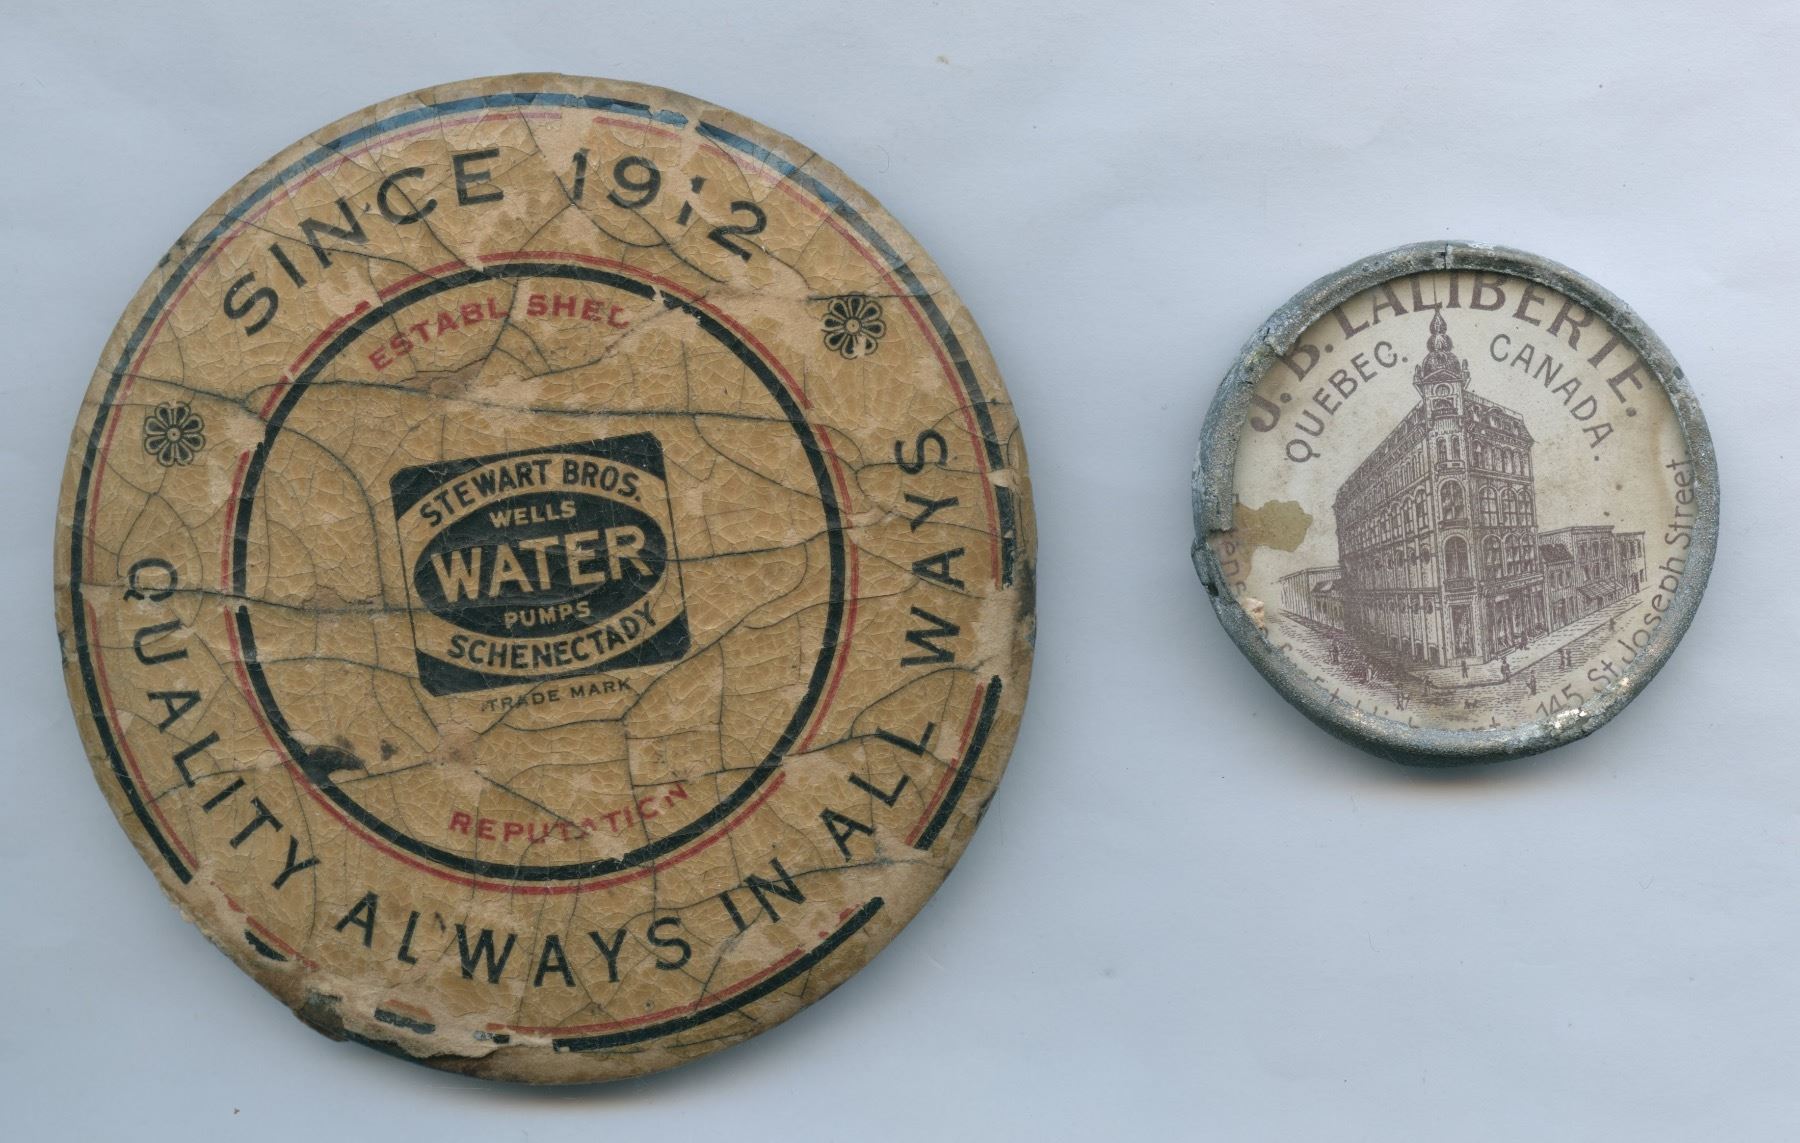 SINCE 1912
ESTABL SHED
STEWART BROS.
WELLS
WATER
PUMPS
SCHENECTADY
TRADE MARK
REPUTATION
QUALITY ALWAYS IN ALL WAYS
J. B. LALIBERTE.
QUEBEC. CANADA.
145 St. Joseph Street